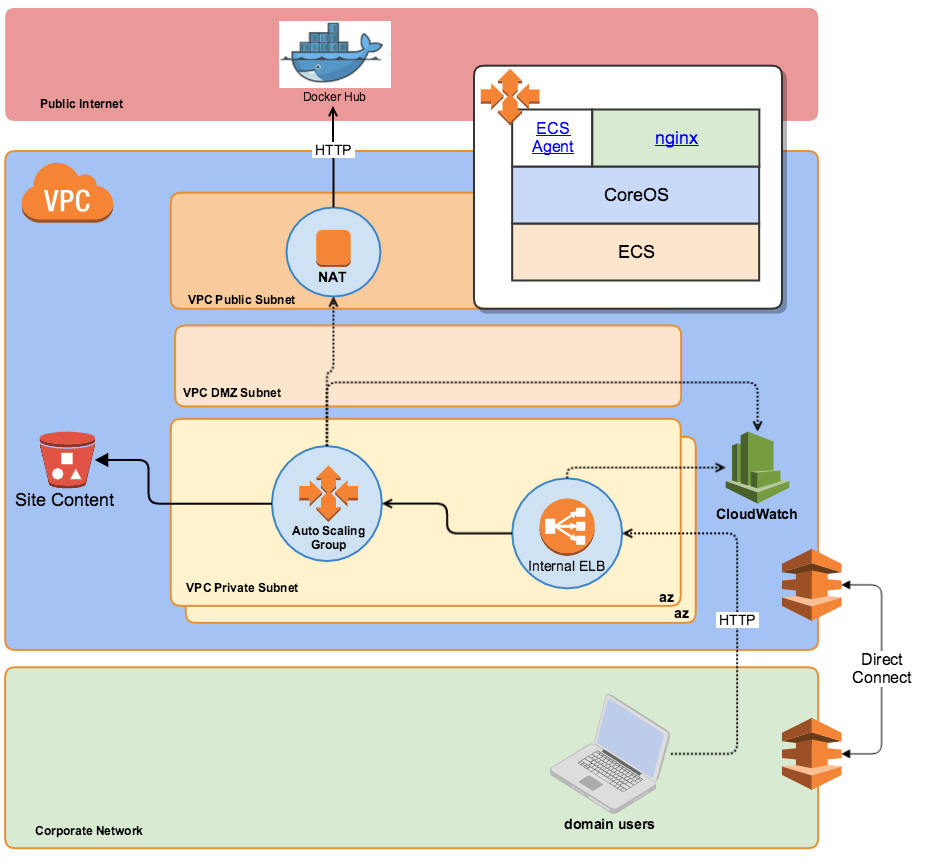 Docker Hub
Public Internet
HTTP
ECS
Agent
nginx
CoreOS
ECS
VPC
NAT
VPC Public Subnet
VPC DMZ Subnet
Site Content
Auto Scaling
Group
Internal ELB
CloudWatch
VPC Private Subnet
az
az
HTTP
Direct
Connect
domain users
Corporate Network